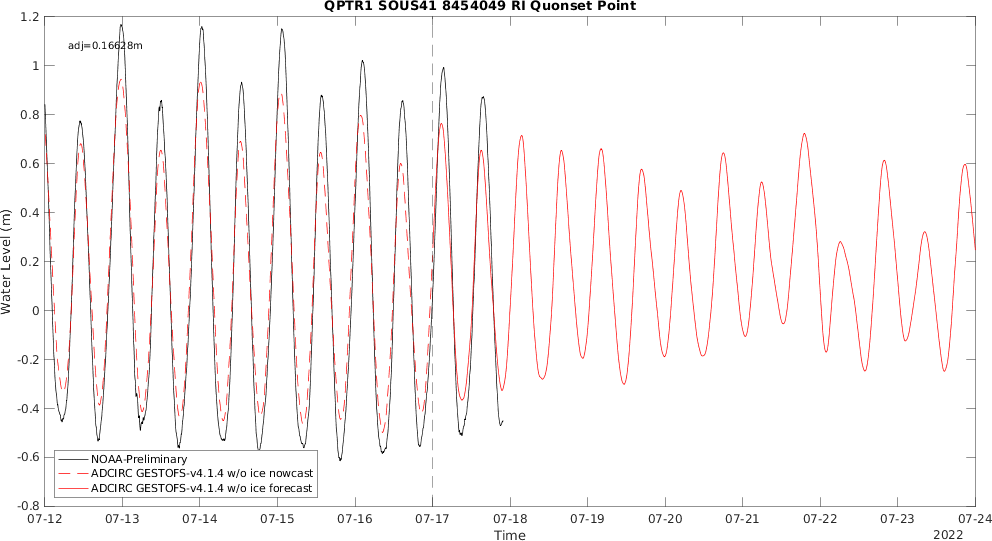 QPTR1 SOUS41 8454049 RI Quonset Point
adj=0.16628m
Water Level (m)
1.2
1
0.8
0.6
0.4
0.2
0
-0.2
-0.4
-0.6
-0.8
NOAA-Preliminary
ADCIRC GESTOFS-v4.1.4 w/o ice nowcast
ADCIRC GESTOFS-v4.1.4 w/o ice forecast
07-12 07-13 07-14 07-15 07-16 07-17 07-18 07-19 07-20 07-21 07-22 07-23 07-24
Time
2022